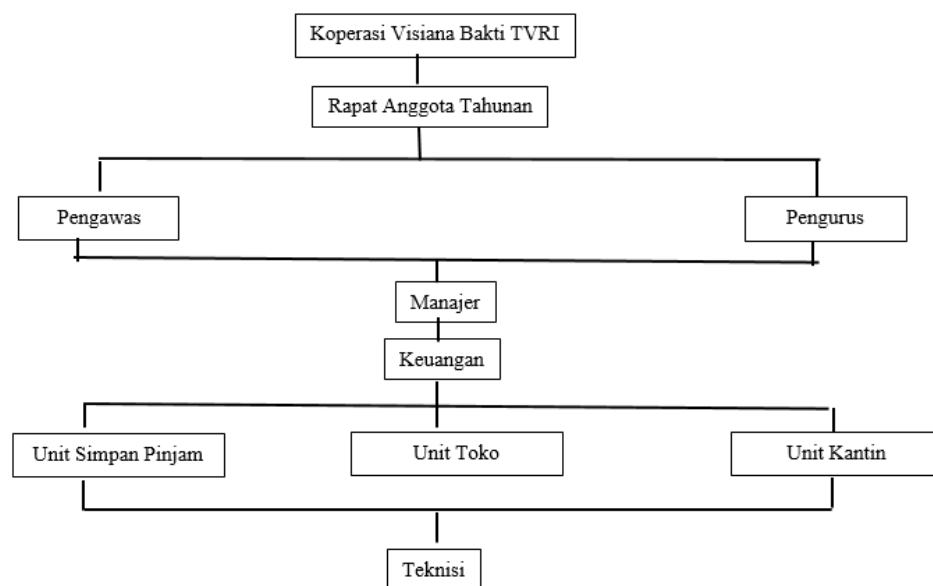 Koperasi Visiana Bakti TVRI
Rapat Anggota Tahunan
Pengawas
Pengurus
Manajer
Keuangan
Unit Simpan Pinjam
Unit Toko
Unit Kantin
Teknisi